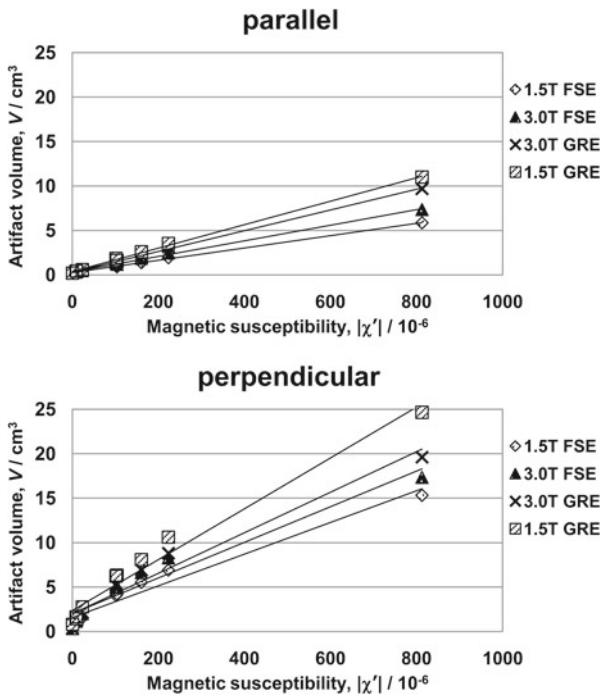 parallel
Artifact volume, V / cm³
25
20
15
10
5
0
0 200 400 600 800 1000
Magnetic susceptibility, |χ′| / 10⁻⁶
1.5T FSE
3.0T FSE
3.0T GRE
1.5T GRE
perpendicular
Artifact volume, V / cm³
25
20
15
10
5
0
0 200 400 600 800 1000
Magnetic susceptibility, |χ′| / 10⁻⁶
1.5T FSE
3.0T FSE
3.0T GRE
1.5T GRE